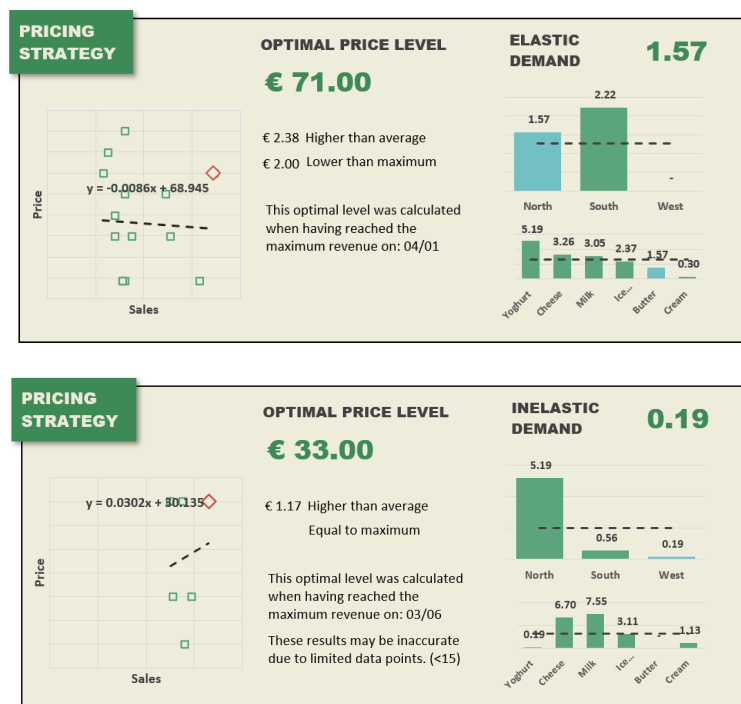 PRICING
STRATEGY
OPTIMAL PRICE LEVEL
€ 71.00
€ 2.38 Higher than average
€ 2.00 Lower than maximum
This optimal level was calculated
when having reached the
maximum revenue on: 04/01
ELASTIC
DEMAND
1.57
y = -0.0086x + 68.945
Price
Sales
2.22
1.57
-
North South West
5.19 3.26 3.05 2.37 1.57 0.30
Yoghurt Cheese Milk Ice... Butter Cream
PRICING
STRATEGY
OPTIMAL PRICE LEVEL
€ 33.00
€ 1.17 Higher than average
Equal to maximum
This optimal level was calculated
when having reached the
maximum revenue on: 03/06
These results may be inaccurate
due to limited data points. (<15)
INELASTIC
DEMAND
0.19
y = 0.0302x + 30.135
Price
Sales
5.19
0.56
0.19
North South West
0.19 6.70 7.55 3.11 - 1.13
Yoghurt Cheese Milk Ice... Butter Cream